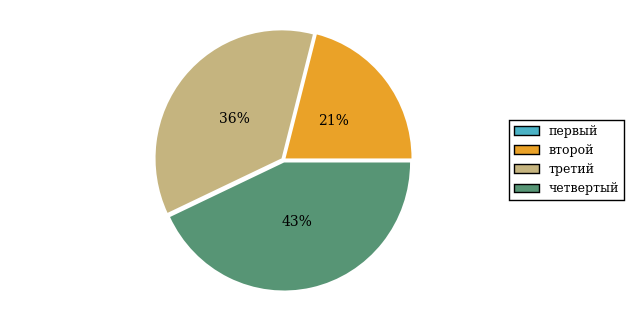 36%
21%
43%
первый
второй
третий
четвертый